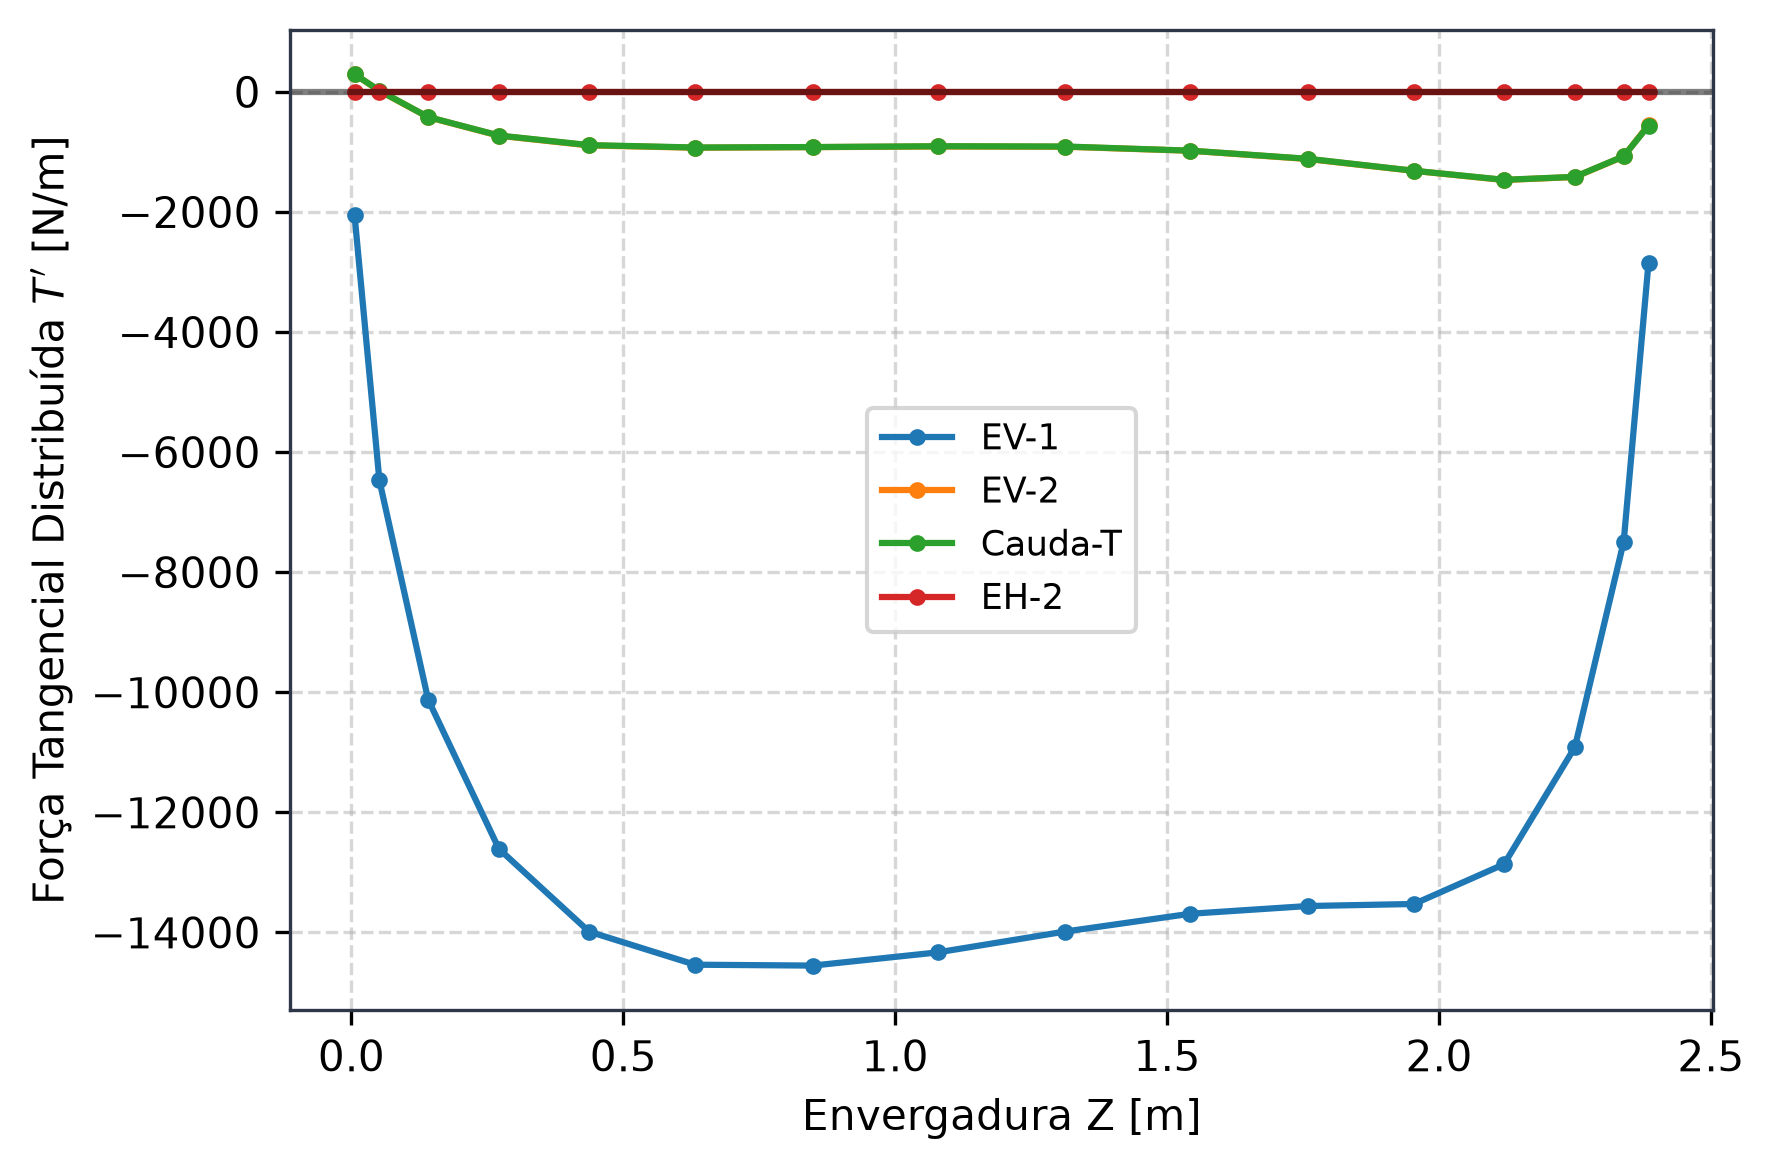 0
−2000
−4000
−6000
−8000
−10000
−12000
−14000
Força Tangencial Distribuída T′ [N/m]
EV-1
EV-2
Cauda-T
EH-2
0.0 0.5 1.0 1.5 2.0 2.5
Envergadura Z [m]